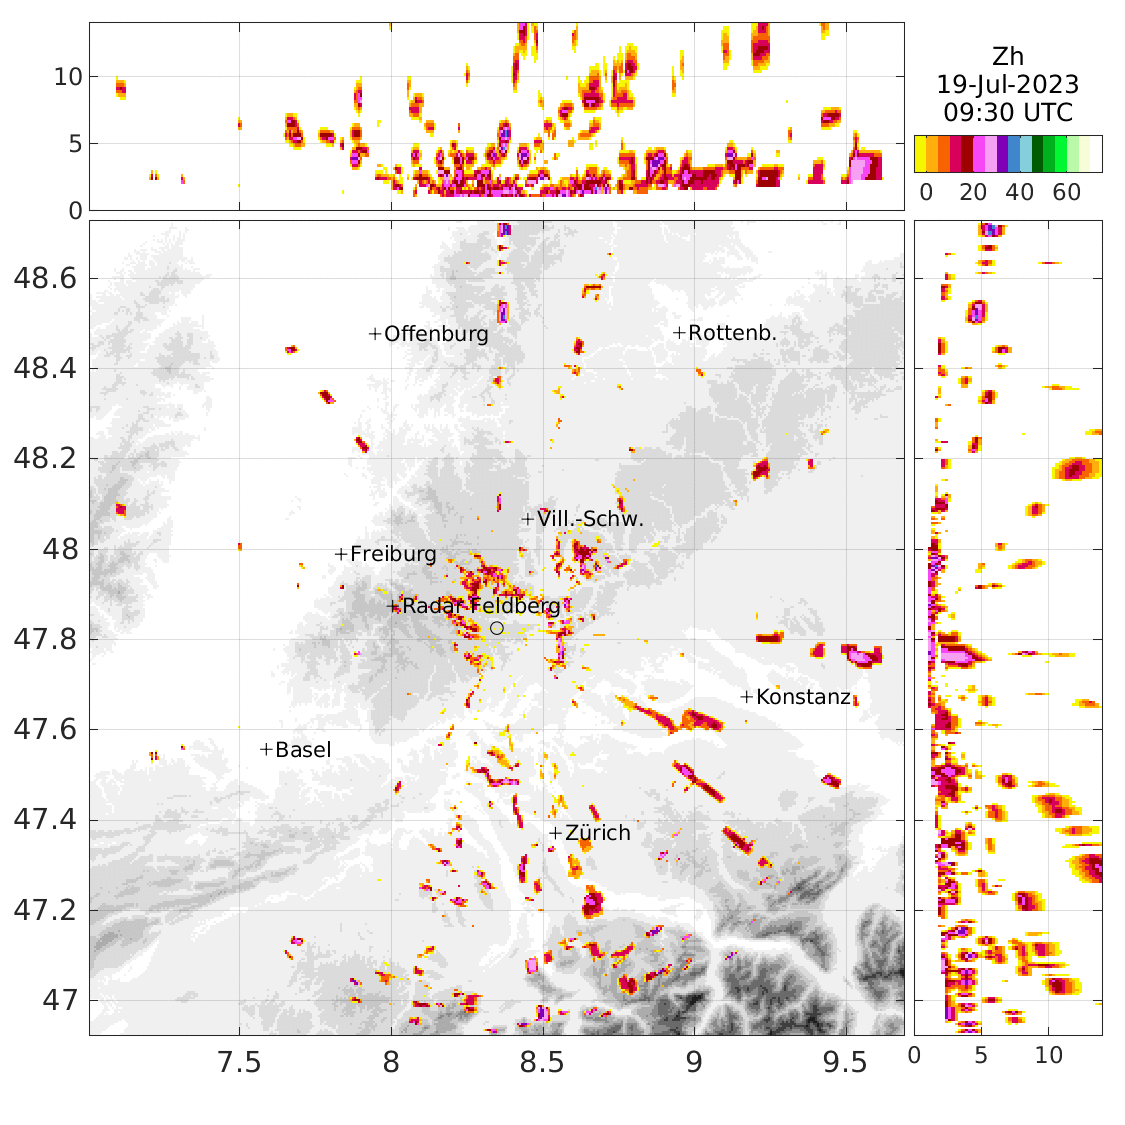 10
5
0
Zh
19-Jul-2023
09:30 UTC
0 20 40 60
48.6
48.4
48.2
48
47.8
47.6
47.4
47.2
47
+Offenburg
+Rottenb.
+Vill.-Schw.
+Freiburg
+Radar Feldberg
+Konstanz
+Basel
+Zürich
7.5 8 8.5 9 9.5
0 5 10